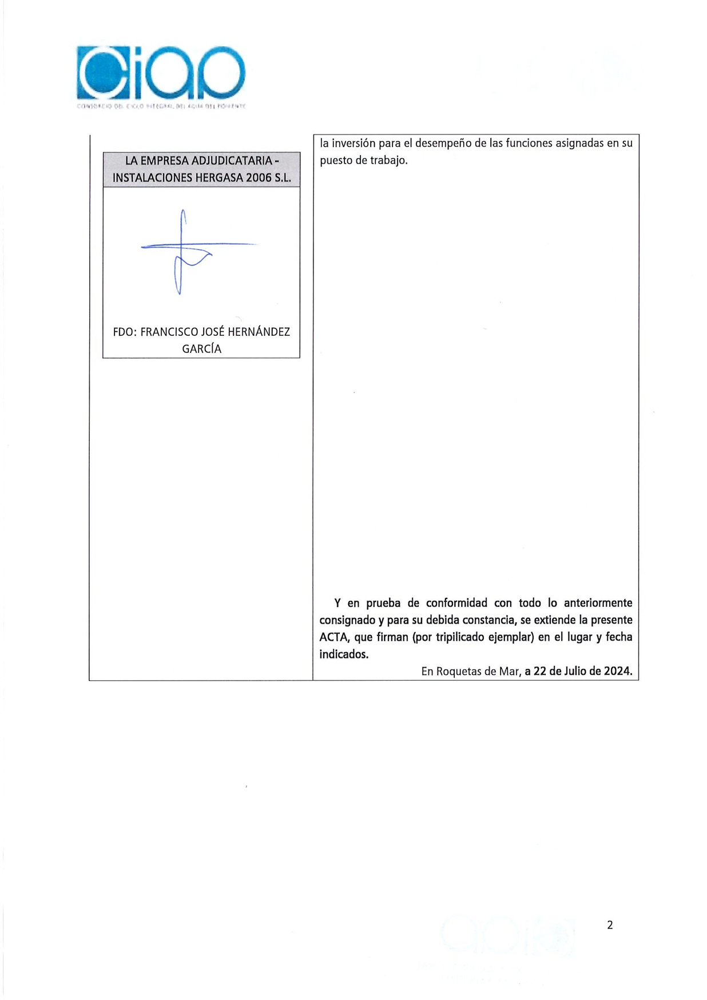 ciap
CONSORCIO DEL CICLO INTEGRAL DEL AGUA DEL PONIENTE
LA EMPRESA ADJUDICATARIA -
INSTALACIONES HERGASA 2006 S.L.
FDO: FRANCISCO JOSÉ HERNÁNDEZ
GARCÍA
la inversión para el desempeño de las funciones asignadas en su
puesto de trabajo.
Y en prueba de conformidad con todo lo anteriormente
consignado y para su debida constancia, se extiende la presente
ACTA, que firman (por tripilicado ejemplar) en el lugar y fecha
indicados.
En Roquetas de Mar, a 22 de Julio de 2024.
2